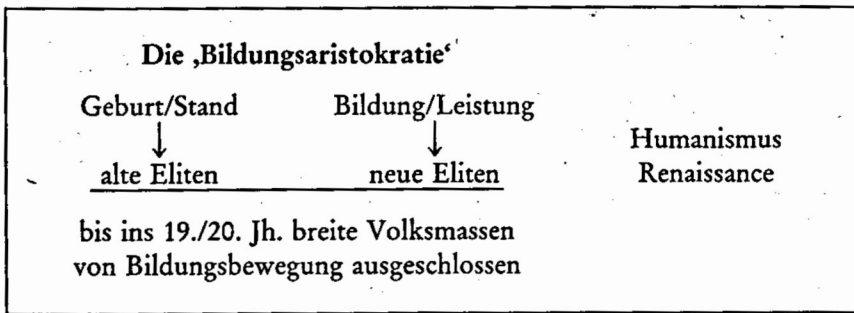 Die ‚Bildungsaristokratie‘
Geburt/Stand Bildung/Leistung
Humanismus
alte Eliten neue Eliten Renaissance
bis ins 19./20. Jh. breite Volksmassen
von Bildungsbewegung ausgeschlossen